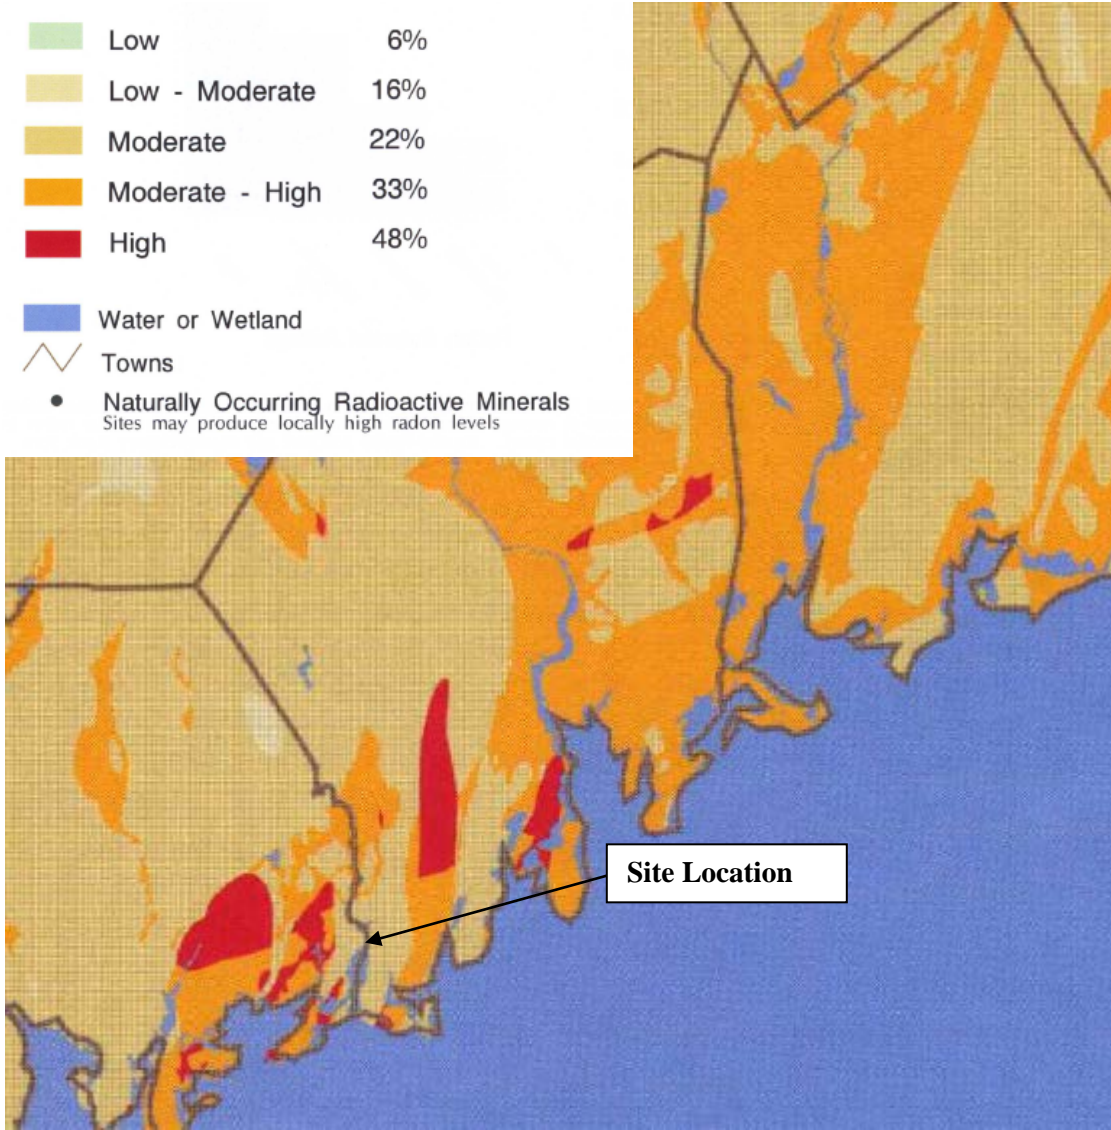 Low 6%
Low - Moderate 16%
Moderate 22%
Moderate - High 33%
High 48%
Water or Wetland
Towns
Naturally Occurring Radioactive Minerals
Sites may produce locally high radon levels
Site Location